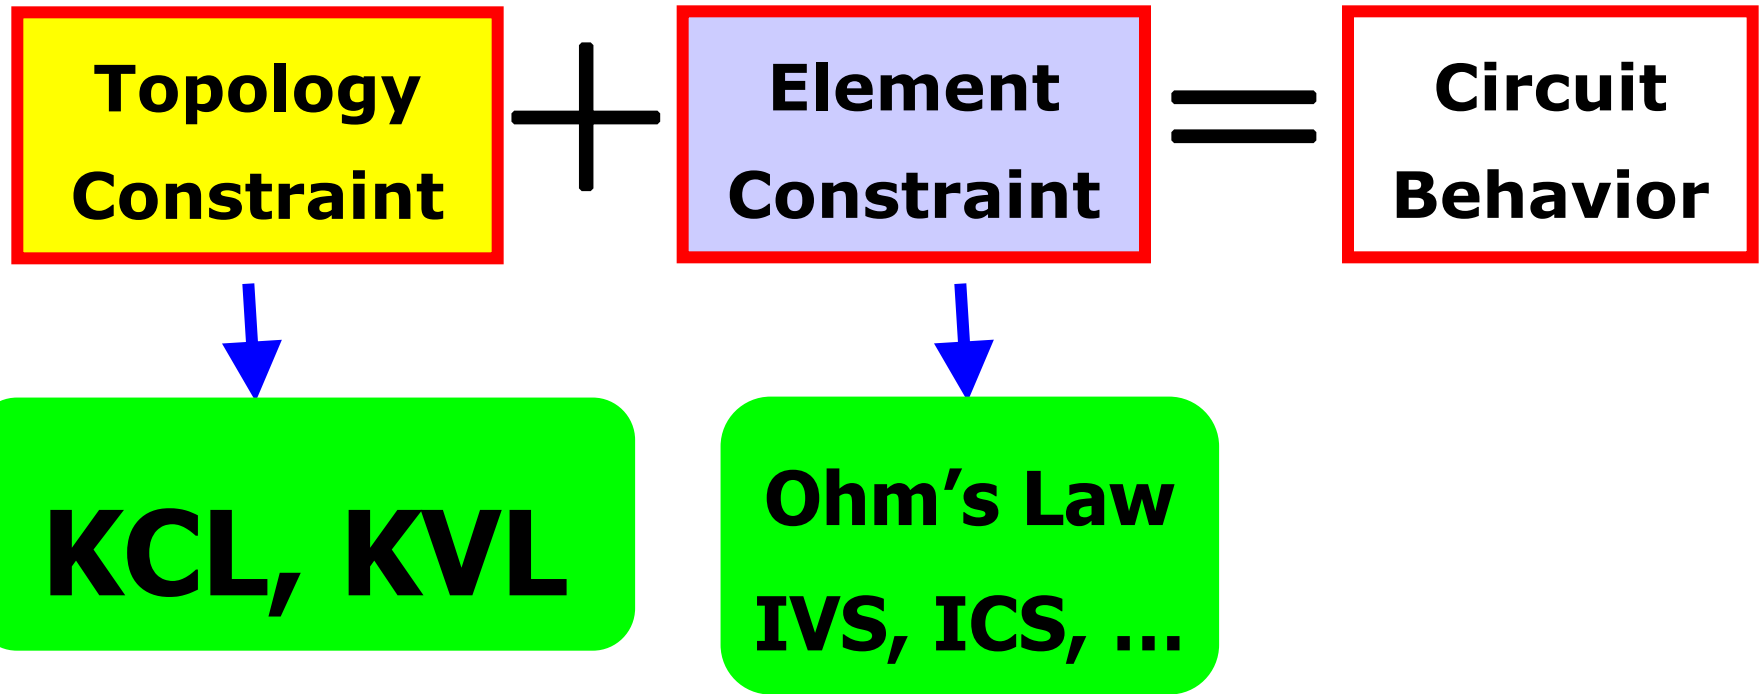 Topology
Constraint
+
Element
Constraint
=
Circuit
Behavior
KCL, KVL
Ohm’s Law
IVS, ICS, ...